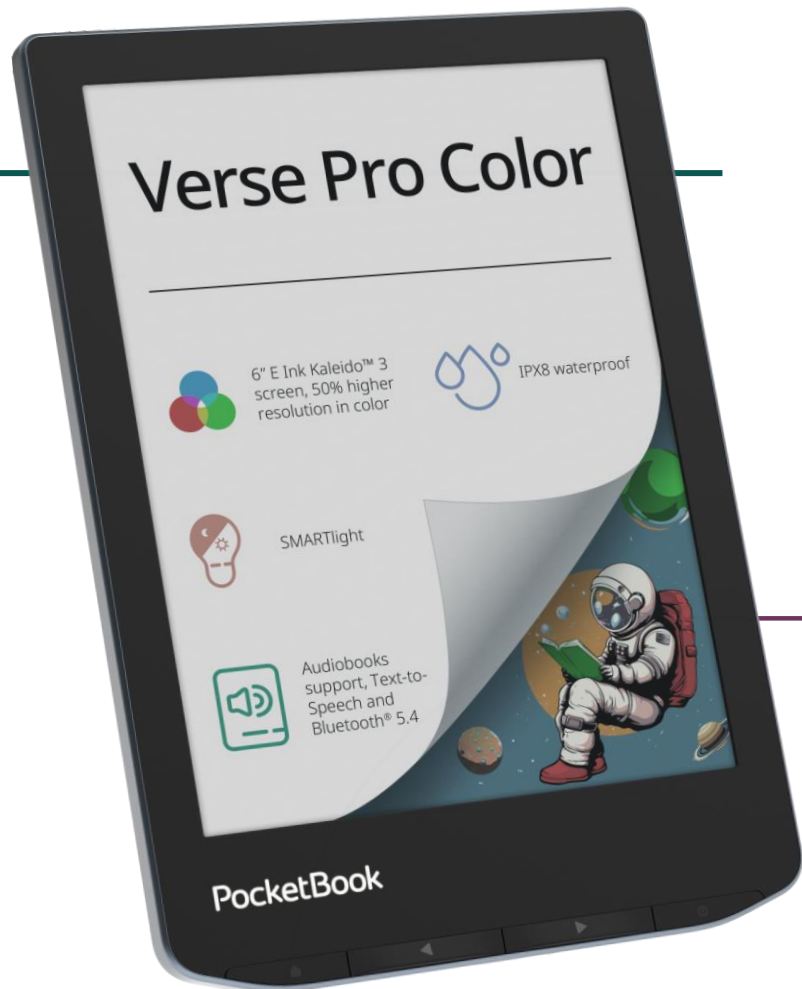 Verse Pro Color
6″ E Ink Kaleido™ 3
screen, 50% higher
resolution in color
IPX8 waterproof
SMARTlight
Audiobooks
support, Text-to-
Speech and
Bluetooth® 5.4
PocketBook